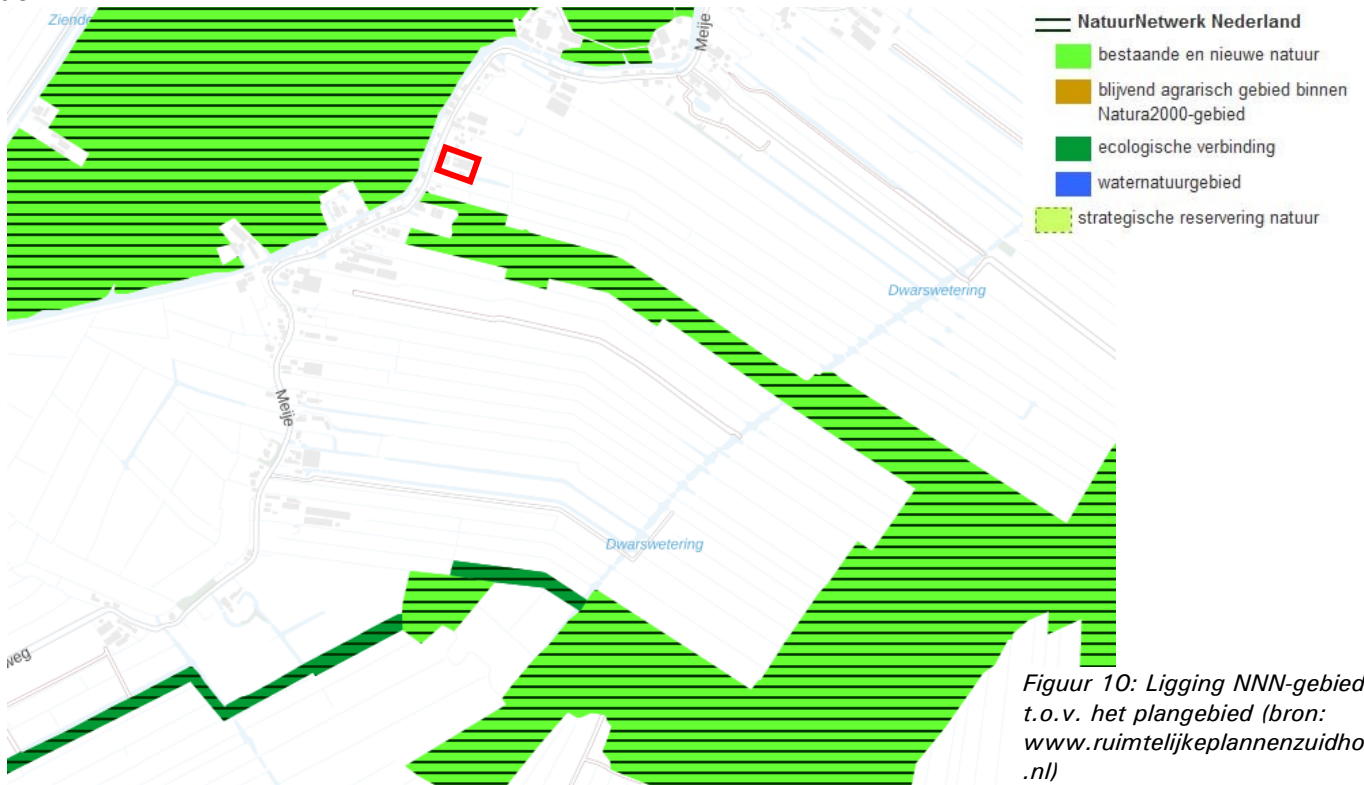 Ziende
Meije
NatuurNetwerk Nederland
bestaande en nieuwe natuur
blijvend agrarisch gebied binnen
Natura2000-gebied
ecologische verbinding
waternatuurgebied
strategische reservering natuur
Dwarswetering
Meije
Dwarswetering
weg
Figuur 10: Ligging NNN-gebied
t.o.v. het plangebied (bron:
www.ruimtelijkeplannenzuidho
.nl)